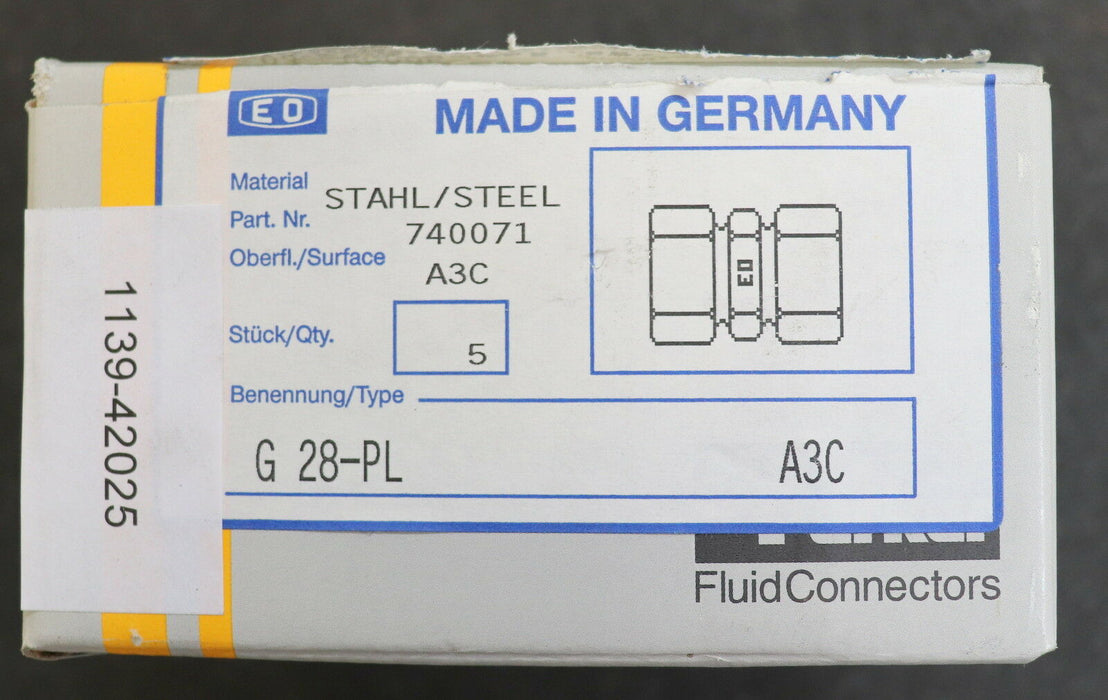 EO
MADE IN GERMANY
Material STAHL/STEEL
Part. Nr. 740071
Oberfl./Surface A3C
Stück/Qty. 5
EO
Benennung/Type
G 28-PL A3C
1139-42025
FluidConnectors